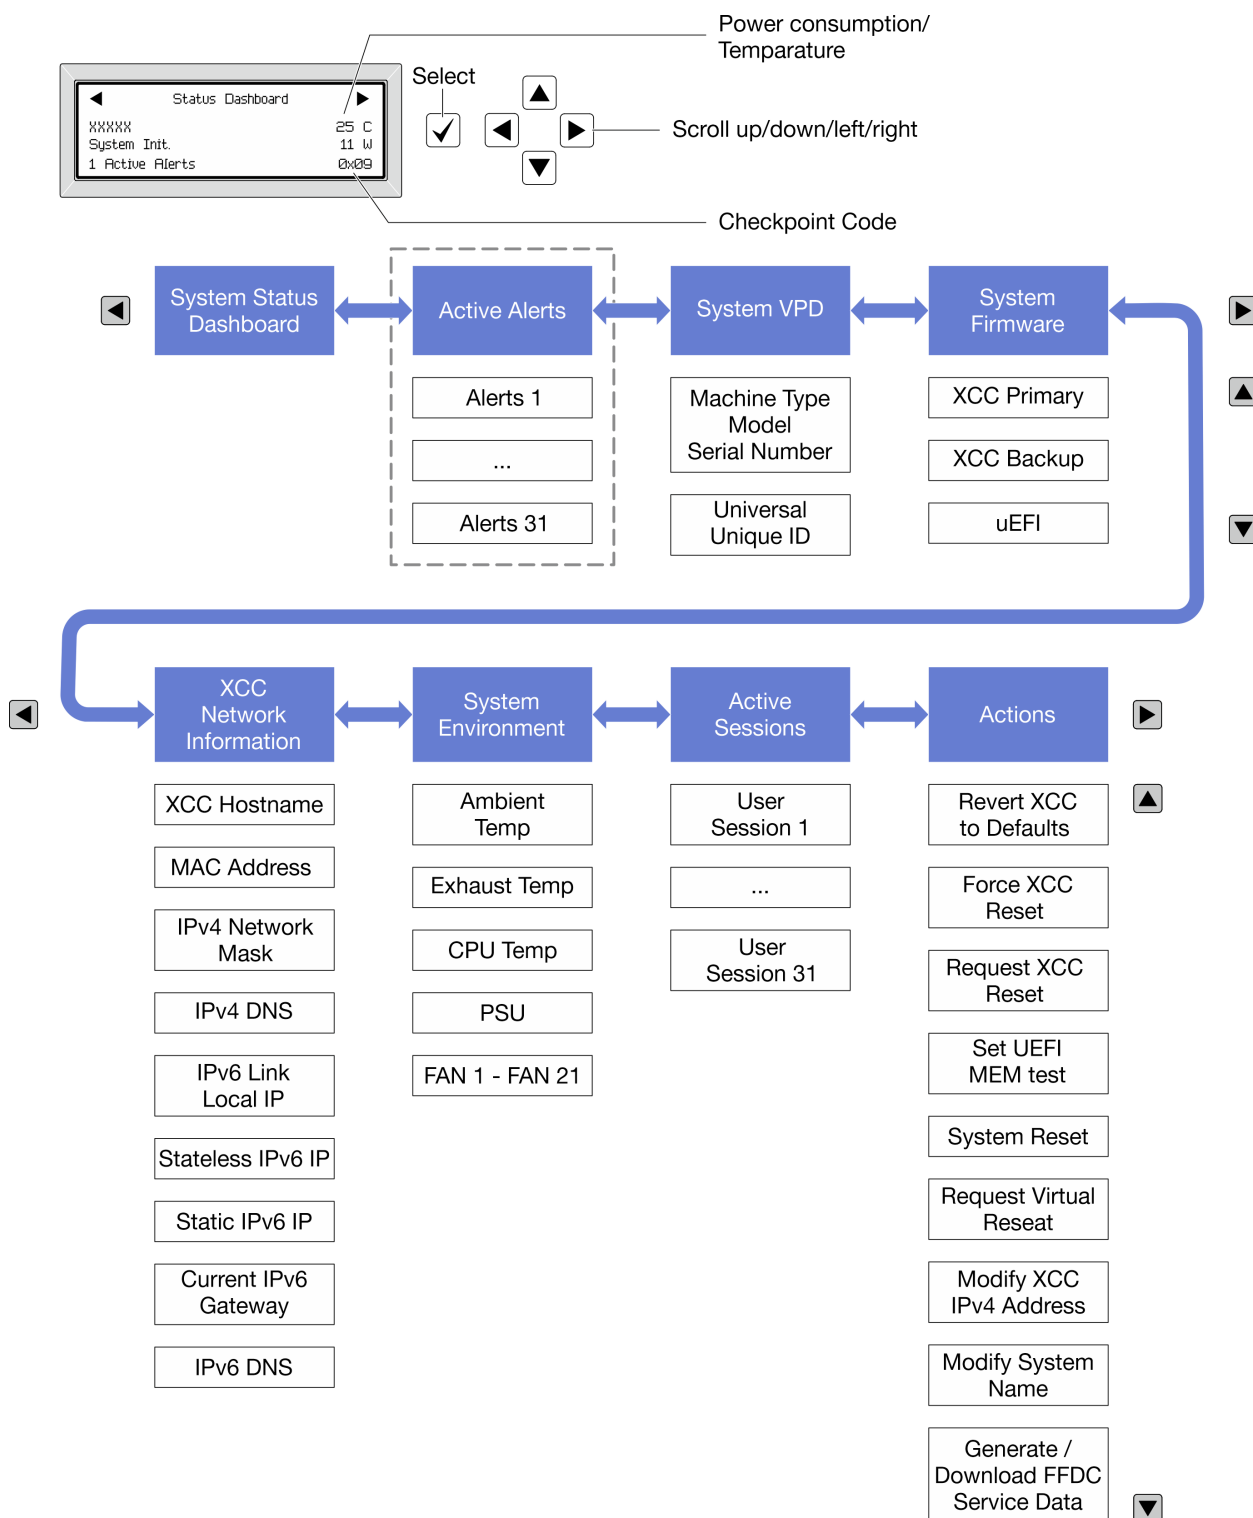 Power consumption/
Temparature
Select
Status Dashboard
XXXXX 25 C
System Init. 11 W
1 Active Alerts 0x09
Scroll up/down/left/right
Checkpoint Code
System Status
Dashboard
Active Alerts
System VPD
System
Firmware
Alerts 1
...
Alerts 31
Machine Type
Model
Serial Number
Universal
Unique ID
XCC Primary
XCC Backup
uEFI
XCC
Network
Information
System
Environment
Active
Sessions
Actions
XCC Hostname
MAC Address
IPv4 Network
Mask
IPv4 DNS
IPv6 Link
Local IP
Stateless IPv6 IP
Static IPv6 IP
Current IPv6
Gateway
IPv6 DNS
Ambient
Temp
Exhaust Temp
CPU Temp
PSU
FAN 1 - FAN 21
User
Session 1
...
User
Session 31
Revert XCC
to Defaults
Force XCC
Reset
Request XCC
Reset
Set UEFI
MEM test
System Reset
Request Virtual
Reseat
Modify XCC
IPv4 Address
Modify System
Name
Generate /
Download FFDC
Service Data